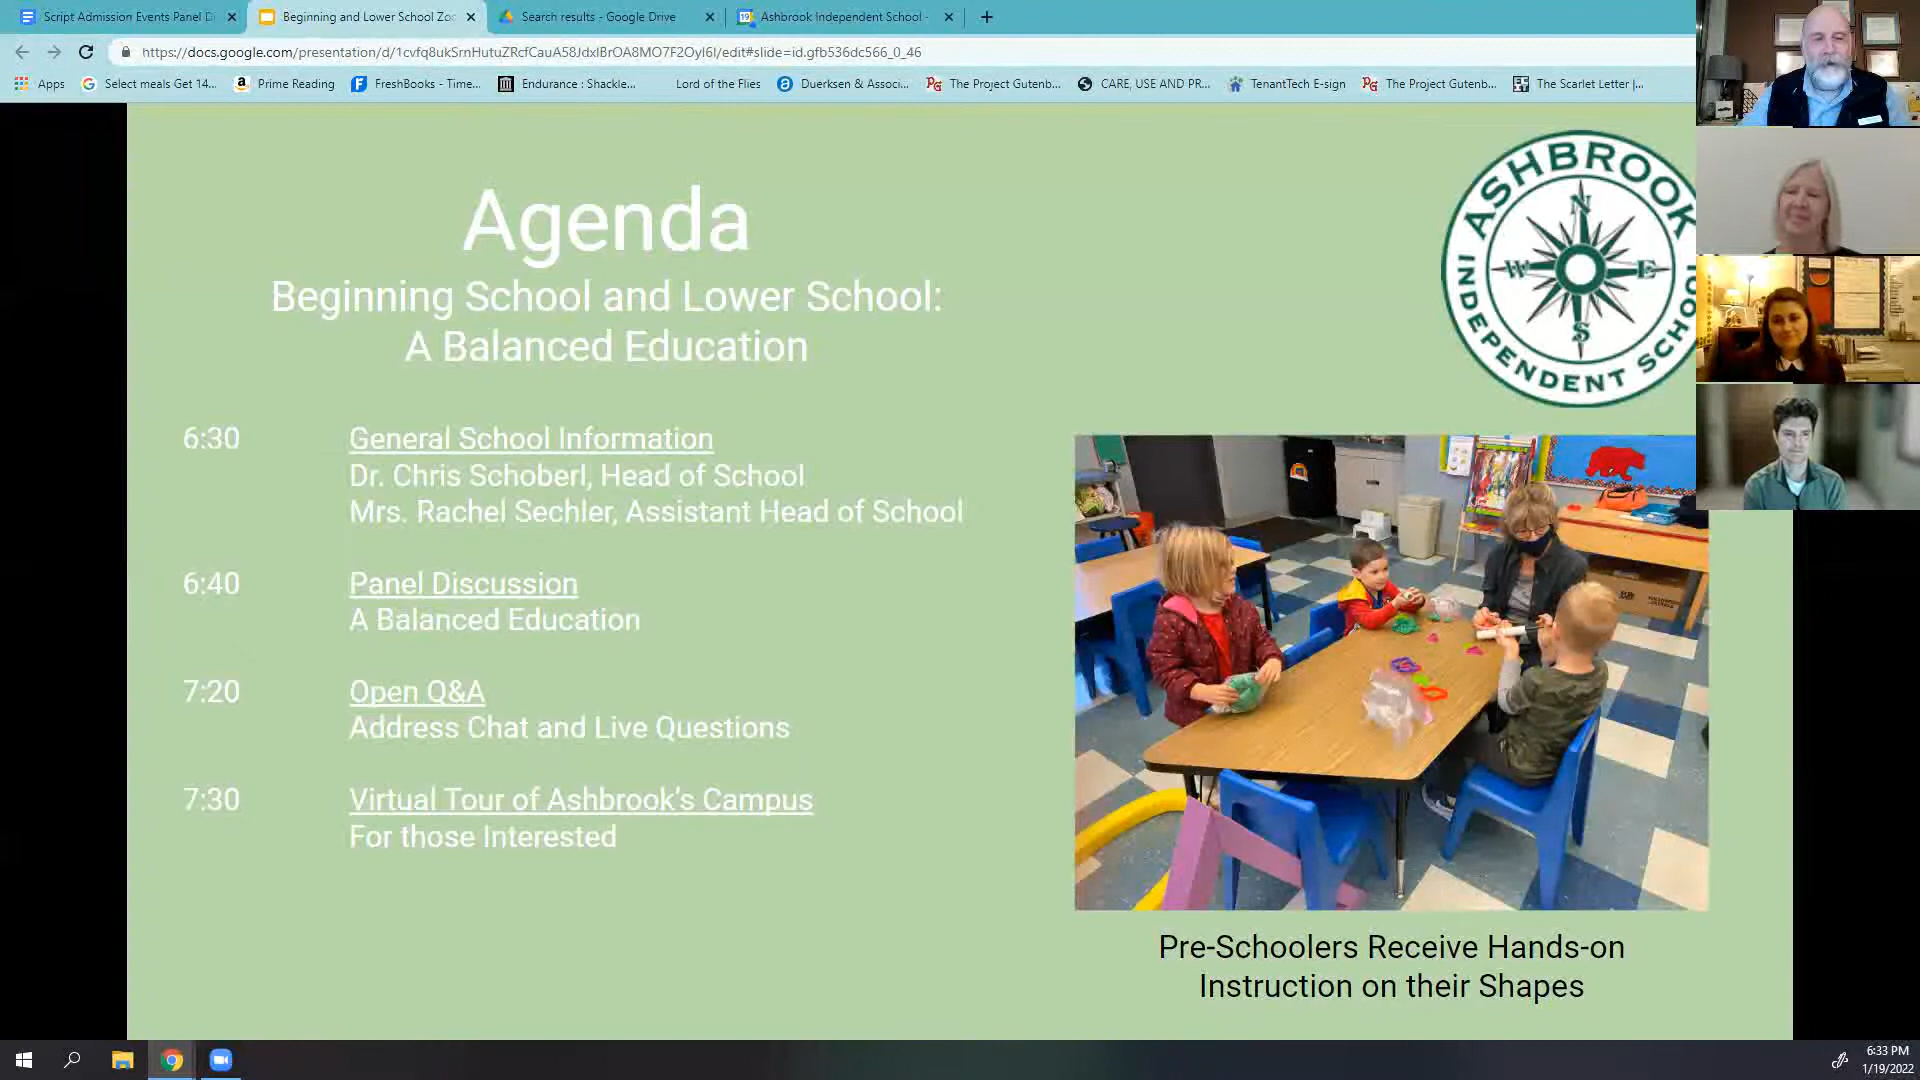 Script Admission Events Panel D
Beginning and Lower School Zo
Search results - Google Drive
Ashbrook Independent School -
https://docs.google.com/presentation/d/1cvfq8ukSrnHutuZRcfCauA58JdxIBrOA8MO7F2OyI6I/edit#slide=id.gfb536dc566_0_46
Apps
Select meals Get 14...
Prime Reading
FreshBooks - Time...
Endurance : Shackle...
Lord of the Flies
Duerksen & Associ...
The Project Gutenb...
CARE, USE AND PR...
TenantTech E-sign
The Project Gutenb...
The Scarlet Letter |...
Agenda
Beginning School and Lower School:
A Balanced Education
ASHBROOK
INDEPENDENT SCHOOL
N
W E
S
6:30 General School Information
Dr. Chris Schoberl, Head of School
Mrs. Rachel Sechler, Assistant Head of School
6:40 Panel Discussion
A Balanced Education
7:20 Open Q&A
Address Chat and Live Questions
7:30 Virtual Tour of Ashbrook's Campus
For those Interested
Pre-Schoolers Receive Hands-on
Instruction on their Shapes
6:33 PM
1/19/2022